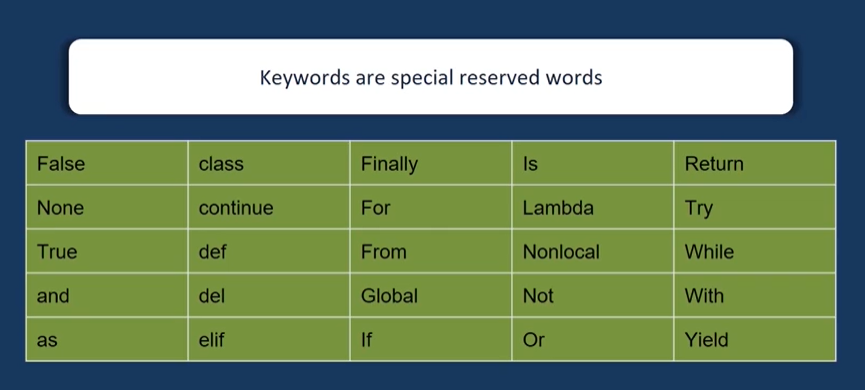 Keywords are special reserved words
False class Finally Is Return
None continue For Lambda Try
True def From Nonlocal While
and del Global Not With
as elif If Or Yield